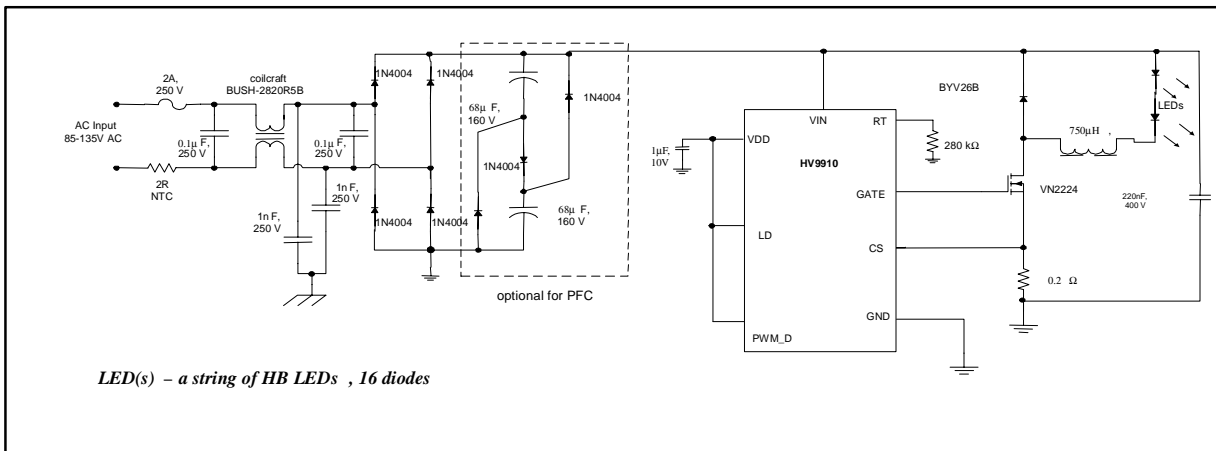 2A,
250 V
coilcraft
BUSH-2820R5B
AC Input
85-135V AC
0.1µF,
250 V
0.1µF,
250 V
2R
NTC
1n F,
250 V
1n F,
250 V
1N4004
1N4004
1N4004
1N4004
68µ F,
160 V
1N4004
1N4004
68µ F,
160 V
optional for PFC
1µF,
10V
VIN
VDD
RT
HV9910
GATE
LD
CS
GND
PWM_D
280 kΩ
BYV26B
750µH ,
LEDs
VN2224
220nF,
400 V
0.2 Ω
LED(s) – a string of HB LEDs , 16 diodes